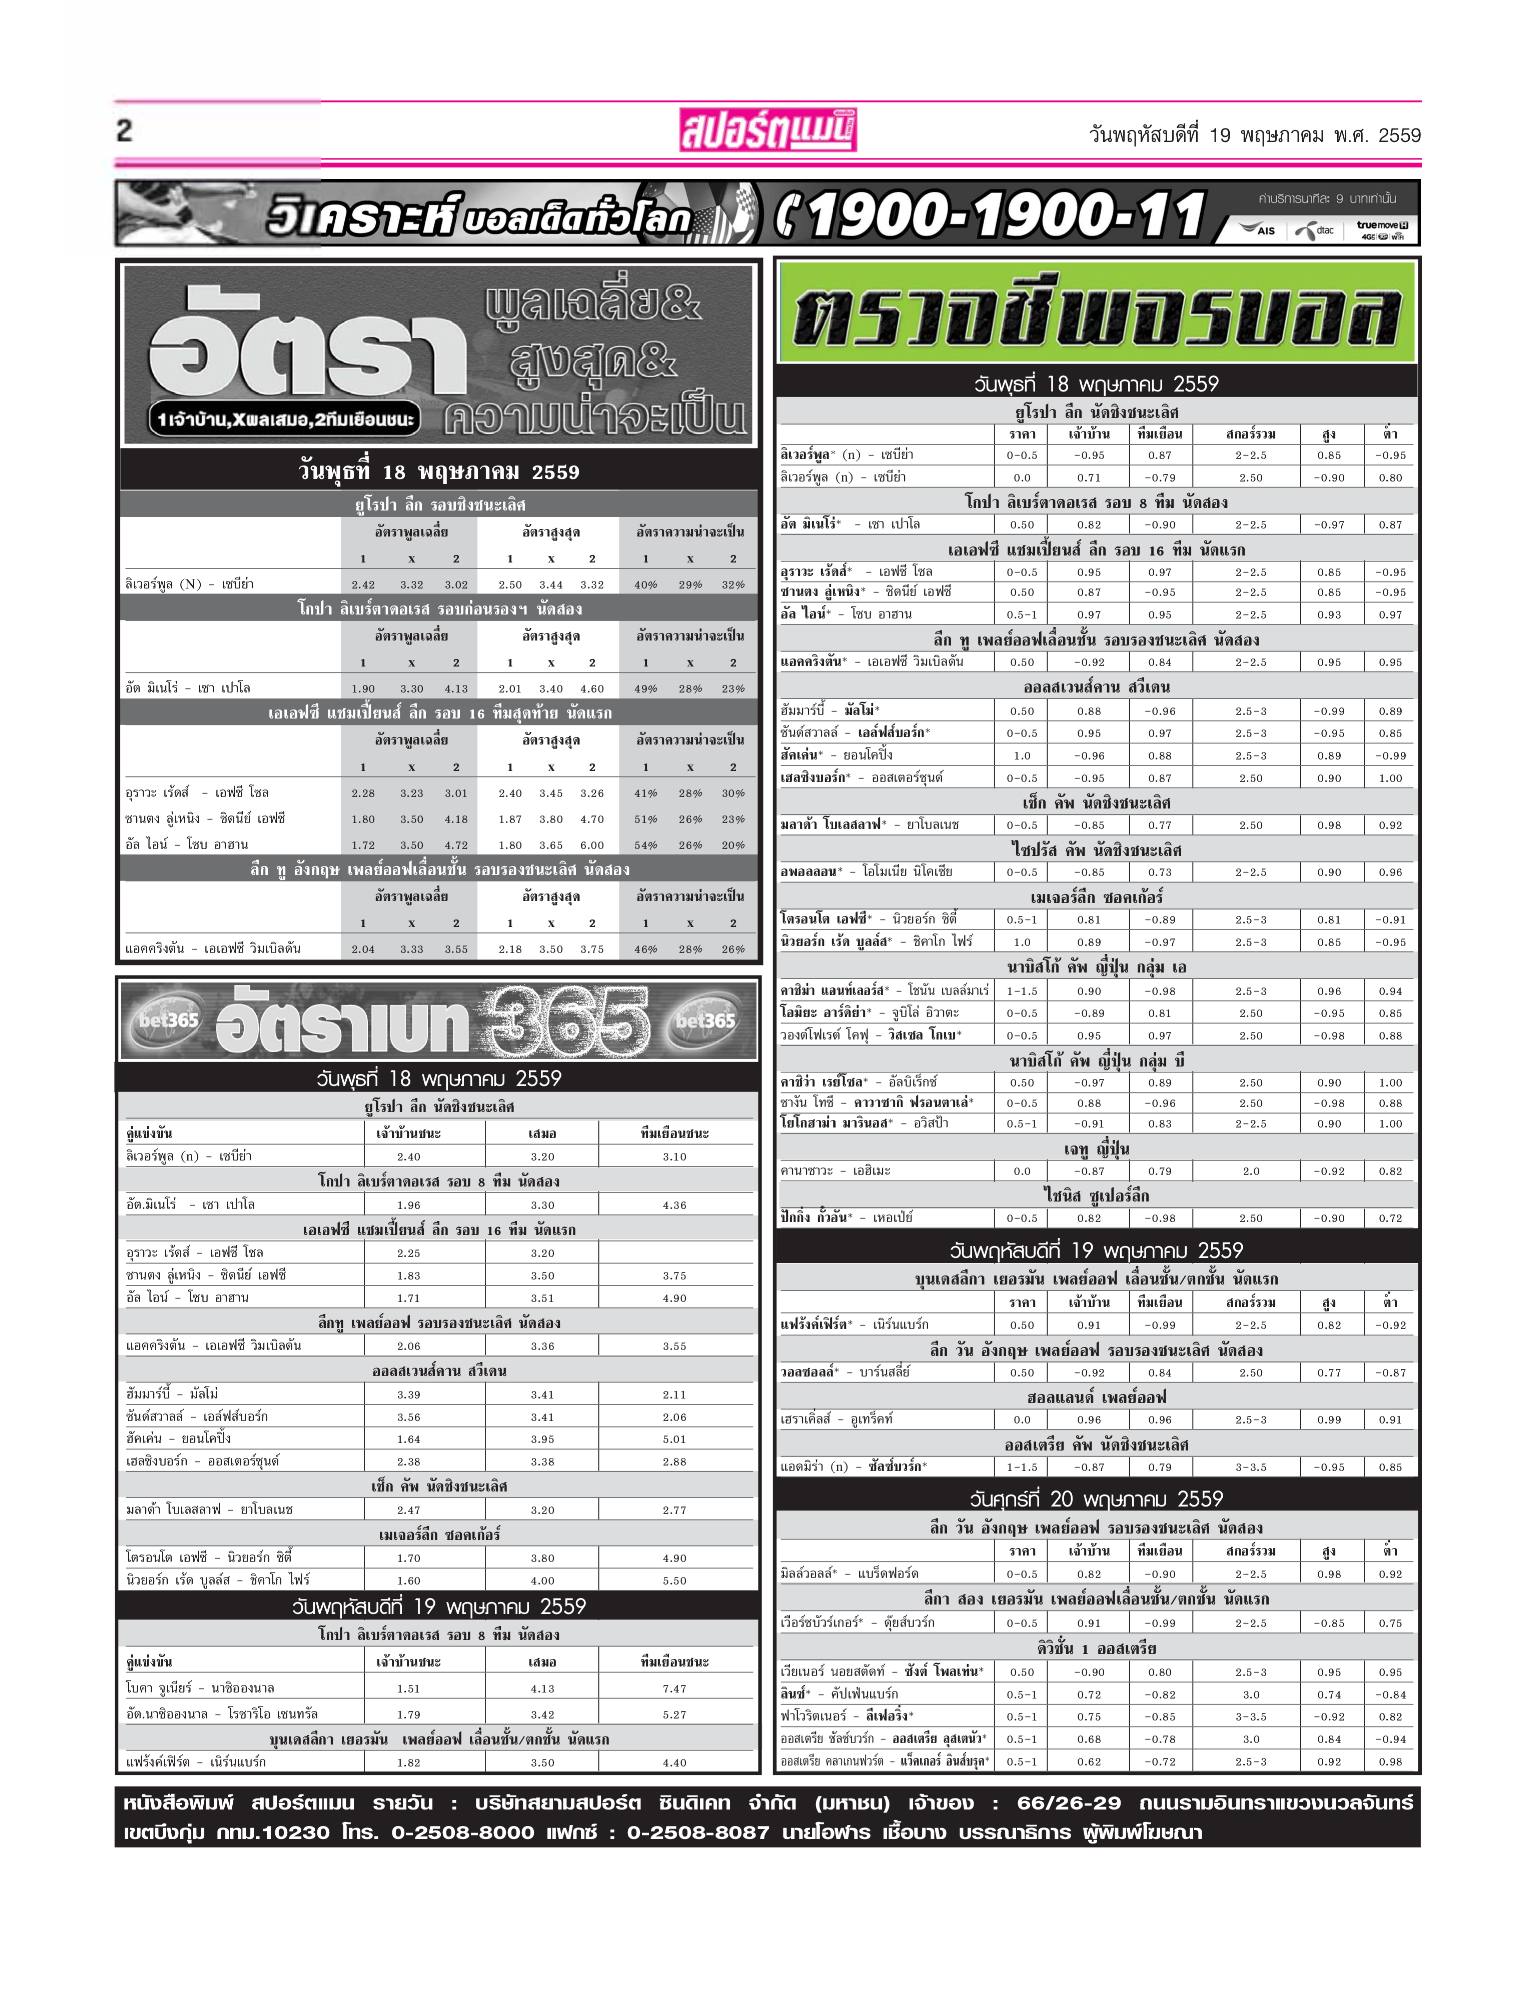 2
สปอร์ตแมน
วันพฤหัสบดีที่ 19 พฤษภาคม พ.ศ. 2559
วิเคราะห์ บอลเด็ดทั่วโลก 1900-1900-11
ค่าบริการนาทีละ 9 บาทเท่านั้น
AIS dtac truemove H
4G+ 3G WiFi
อัตรา
พูลเฉลี่ย&
สูงสุด&
ความน่าจะเป็น
1เจ้าบ้าน,Xผลเสมอ,2ทีมเยือนชนะ
วันพุธที่ 18 พฤษภาคม 2559
ยูโรปา ลีก รอบชิงชนะเลิศ
อัตราพูลเฉลี่ย อัตราสูงสุด อัตราความน่าจะเป็น
1 x 2 1 x 2 1 x 2
ลิเวอร์พูล (N) - เซบีย่า 2.42 3.32 3.02 2.50 3.44 3.32 40% 29% 32%
โกปา ลิเบร์ตาดอเรส รอบก่อนรองฯ นัดสอง
อัตราพูลเฉลี่ย อัตราสูงสุด อัตราความน่าจะเป็น
1 x 2 1 x 2 1 x 2
อัต มิเนโร่ - เซา เปาโล 1.90 3.30 4.13 2.01 3.40 4.60 49% 28% 23%
เอเอฟซี แชมเปี้ยนส์ ลีก รอบ 16 ทีมสุดท้าย นัดแรก
อัตราพูลเฉลี่ย อัตราสูงสุด อัตราความน่าจะเป็น
1 x 2 1 x 2 1 x 2
อุราวะ เร้ดส์ - เอฟซี โซล 2.28 3.23 3.01 2.40 3.45 3.26 41% 28% 30%
ซานตง ลู่เหนิง - ซิดนีย์ เอฟซี 1.80 3.50 4.18 1.87 3.80 4.70 51% 26% 23%
อัล ไอน์ - โซบ อาฮาน 1.72 3.50 4.72 1.80 3.65 6.00 54% 26% 20%
ลีก ทู อังกฤษ เพลย์ออฟเลื่อนชั้น รอบรองชนะเลิศ นัดสอง
อัตราพูลเฉลี่ย อัตราสูงสุด อัตราความน่าจะเป็น
1 x 2 1 x 2 1 x 2
แอคคริงตัน - เอเอฟซี วิมเบิลดัน 2.04 3.33 3.55 2.18 3.50 3.75 46% 28% 26%
bet365 อัตราเบท 365 bet365
วันพุธที่ 18 พฤษภาคม 2559
ยูโรปา ลีก นัดชิงชนะเลิศ
คู่แข่งขัน เจ้าบ้านชนะ เสมอ ทีมเยือนชนะ
ลิเวอร์พูล (n) - เซบีย่า 2.40 3.20 3.10
โกปา ลิเบร์ตาดอเรส รอบ 8 ทีม นัดสอง
อัต.มิเนโร่ - เซา เปาโล 1.96 3.30 4.36
เอเอฟซี แชมเปี้ยนส์ ลีก รอบ 16 ทีม นัดแรก
อุราวะ เร้ดส์ - เอฟซี โซล 2.25 3.20
ซานตง ลู่เหนิง - ซิดนีย์ เอฟซี 1.83 3.50 3.75
อัล ไอน์ - โซบ อาฮาน 1.71 3.51 4.90
ลีกทู เพลย์ออฟ รอบรองชนะเลิศ นัดสอง
แอคคริงตัน - เอเอฟซี วิมเบิลดัน 2.06 3.36 3.55
ออลสเวนส์คาน สวีเดน
ฮัมมาร์บี้ - มัลโม่ 3.39 3.41 2.11
ซันด์สวาลล์ - เอล์ฟส์บอร์ก 3.56 3.41 2.06
ฮัคเค่น - ยอนโคปิ้ง 1.64 3.95 5.01
เฮลซิงบอร์ก - ออสเตอร์ซุนด์ 2.38 3.38 2.88
เช็ก คัพ นัดชิงชนะเลิศ
มลาด้า โบเลสลาฟ - ยาโบลเนช 2.47 3.20 2.77
เมเจอร์ลีก ซอคเก้อร์
โตรอนโต เอฟซี - นิวยอร์ก ซิตี้ 1.70 3.80 4.90
นิวยอร์ก เร้ด บูลล์ส - ชิคาโก ไฟร์ 1.60 4.00 5.50
วันพฤหัสบดีที่ 19 พฤษภาคม 2559
โกปา ลิเบร์ตาดอเรส รอบ 8 ทีม นัดสอง
คู่แข่งขัน เจ้าบ้านชนะ เสมอ ทีมเยือนชนะ
โบคา จูเนียร์ - นาซิอองนาล 1.51 4.13 7.47
อัต.นาซิอองนาล - โรซาริโอ เซนทรัล 1.79 3.42 5.27
บุนเดสลีกา เยอรมัน เพลย์ออฟ เลื่อนชั้น/ตกชั้น นัดแรก
แฟร้งค์เฟิร์ต - เนิร์นแบร์ก 1.82 3.50 4.40
ตรวจชีพจรบอล
วันพุธที่ 18 พฤษภาคม 2559
ยูโรปา ลีก นัดชิงชนะเลิศ
ราคา เจ้าบ้าน ทีมเยือน สกอร์รวม สูง ต่ำ
ลิเวอร์พูล* (n) - เซบีย่า 0-0.5 -0.95 0.87 2-2.5 0.85 -0.95
ลิเวอร์พูล (n) - เซบีย่า 0.0 0.71 -0.79 2.50 -0.90 0.80
โกปา ลิเบร์ตาดอเรส รอบ 8 ทีม นัดสอง
อัต มิเนโร่* - เซา เปาโล 0.50 0.82 -0.90 2-2.5 -0.97 0.87
เอเอฟซี แชมเปี้ยนส์ ลีก รอบ 16 ทีม นัดแรก
อุราวะ เร้ดส์* - เอฟซี โซล 0-0.5 0.95 0.97 2-2.5 0.85 -0.95
ซานตง ลู่เหนิง* - ซิดนีย์ เอฟซี 0.50 0.87 -0.95 2-2.5 0.85 -0.95
อัล ไอน์* - โซบ อาฮาน 0.5-1 0.97 0.95 2-2.5 0.93 0.97
ลีก ทู เพลย์ออฟเลื่อนชั้น รอบรองชนะเลิศ นัดสอง
แอคคริงตัน* - เอเอฟซี วิมเบิลดัน 0.50 -0.92 0.84 2-2.5 0.95 0.95
ออลสเวนส์คาน สวีเดน
ฮัมมาร์บี้ - มัลโม่* 0.50 0.88 -0.96 2.5-3 -0.99 0.89
ซันด์สวาลล์ - เอล์ฟส์บอร์ก* 0-0.5 0.95 0.97 2.5-3 -0.95 0.85
ฮัคเค่น* - ยอนโคปิ้ง 1.0 -0.96 0.88 2.5-3 0.89 -0.99
เฮลซิงบอร์ก* - ออสเตอร์ซุนด์ 0-0.5 -0.95 0.87 2.50 0.90 1.00
เช็ก คัพ นัดชิงชนะเลิศ
มลาด้า โบเลสลาฟ* - ยาโบลเนช 0-0.5 -0.85 0.77 2.50 0.98 0.92
ไซปรัส คัพ นัดชิงชนะเลิศ
อพอลลอน* - โอโมเนีย นิโคเซีย 0-0.5 -0.85 0.73 2-2.5 0.90 0.96
เมเจอร์ลีก ซอคเก้อร์
โตรอนโต เอฟซี* - นิวยอร์ก ซิตี้ 0.5-1 0.81 -0.89 2.5-3 0.81 -0.91
นิวยอร์ก เร้ด บูลล์ส* - ชิคาโก ไฟร์ 1.0 0.89 -0.97 2.5-3 0.85 -0.95
นาบิสโก้ คัพ ญี่ปุ่น กลุ่ม เอ
คาชิม่า แอนท์เลอร์ส* - โชนัน เบลล์มาเร่ 1-1.5 0.90 -0.98 2.5-3 0.96 0.94
โอมิยะ อาร์ดิย่า* - จูบิโล่ อิวาตะ 0-0.5 -0.89 0.81 2.50 -0.95 0.85
วองต์โฟเรต์ โคฟุ - วิสเซล โกเบ* 0-0.5 0.95 0.97 2.50 -0.98 0.88
นาบิสโก้ คัพ ญี่ปุ่น กลุ่ม บี
คาชิว่า เรย์โซล* - อัลบิเร็กซ์ 0.50 -0.97 0.89 2.50 0.90 1.00
ซางัน โทซึ - คาวาซากิ ฟรอนตาเล่* 0-0.5 0.88 -0.96 2.50 -0.98 0.88
โยโกฮาม่า มารินอส* - อวิสป้า 0.5-1 -0.91 0.83 2-2.5 0.90 1.00
เจทู ญี่ปุ่น
คานาซาวะ - เอฮิเมะ 0.0 -0.87 0.79 2.0 -0.92 0.82
ไชนิส ซูเปอร์ลีก
ปักกิ่ง กั๋วอัน* - เหอเป่ย์ 0-0.5 0.82 -0.98 2.50 -0.90 0.72
วันพฤหัสบดีที่ 19 พฤษภาคม 2559
บุนเดสลีกา เยอรมัน เพลย์ออฟ เลื่อนชั้น/ตกชั้น นัดแรก
ราคา เจ้าบ้าน ทีมเยือน สกอร์รวม สูง ต่ำ
แฟร้งค์เฟิร์ต* - เนิร์นแบร์ก 0.50 0.91 -0.99 2-2.5 0.82 -0.92
ลีก วัน อังกฤษ เพลย์ออฟ รอบรองชนะเลิศ นัดสอง
วอลซอลล์* - บาร์นสลี่ย์ 0.50 -0.92 0.84 2.50 0.77 -0.87
ฮอลแลนด์ เพลย์ออฟ
เฮราเคิ่ลส์ - อูเทร็คท์ 0.0 0.96 0.96 2.5-3 0.99 0.91
ออสเตรีย คัพ นัดชิงชนะเลิศ
แอดมิร่า (n) - ซัลซ์บวร์ก* 1-1.5 -0.87 0.79 3-3.5 -0.95 0.85
วันศุกร์ที่ 20 พฤษภาคม 2559
ลีก วัน อังกฤษ เพลย์ออฟ รอบรองชนะเลิศ นัดสอง
ราคา เจ้าบ้าน ทีมเยือน สกอร์รวม สูง ต่ำ
มิลล์วอลล์* - แบร็ดฟอร์ด 0-0.5 0.82 -0.90 2-2.5 0.98 0.92
ลีกา สอง เยอรมัน เพลย์ออฟเลื่อนชั้น/ตกชั้น นัดแรก
เวือร์ซบัวร์เกอร์* - ดุ๊ยส์บวร์ก 0-0.5 0.91 -0.99 2-2.5 -0.85 0.75
ดิวิชั่น 1 ออสเตรีย
เวียเนอร์ นอยสตัดท์ - ซังต์ โพลเท่น* 0.50 -0.90 0.80 2.5-3 0.95 0.95
ลินซ์* - คัปเฟ่นแบร์ก 0.5-1 0.72 -0.82 3.0 0.74 -0.84
ฟาโวริตเนอร์ - ลีเฟอริ่ง* 0.5-1 0.75 -0.85 3-3.5 -0.92 0.82
ออสเตรีย ซัลซ์บวร์ก - ออสเตรีย ลุสเตนัว* 0.5-1 0.68 -0.78 3.0 0.84 -0.94
ออสเตรีย คลาเกนฟวร์ต - แว็คเกอร์ อินส์บรุค* 0.5-1 0.62 -0.72 2.5-3 0.92 0.98
หนังสือพิมพ์ สปอร์ตแมน รายวัน : บริษัทสยามสปอร์ต ซินดิเคท จำกัด (มหาชน) เจ้าของ : 66/26-29 ถนนรามอินทราแขวงนวลจันทร์
เขตบึงกุ่ม กทม.10230 โทร. 0-2508-8000 แฟกซ์ : 0-2508-8087 นายโอฬาร เชื้อบาง บรรณาธิการ ผู้พิมพ์โฆษณา